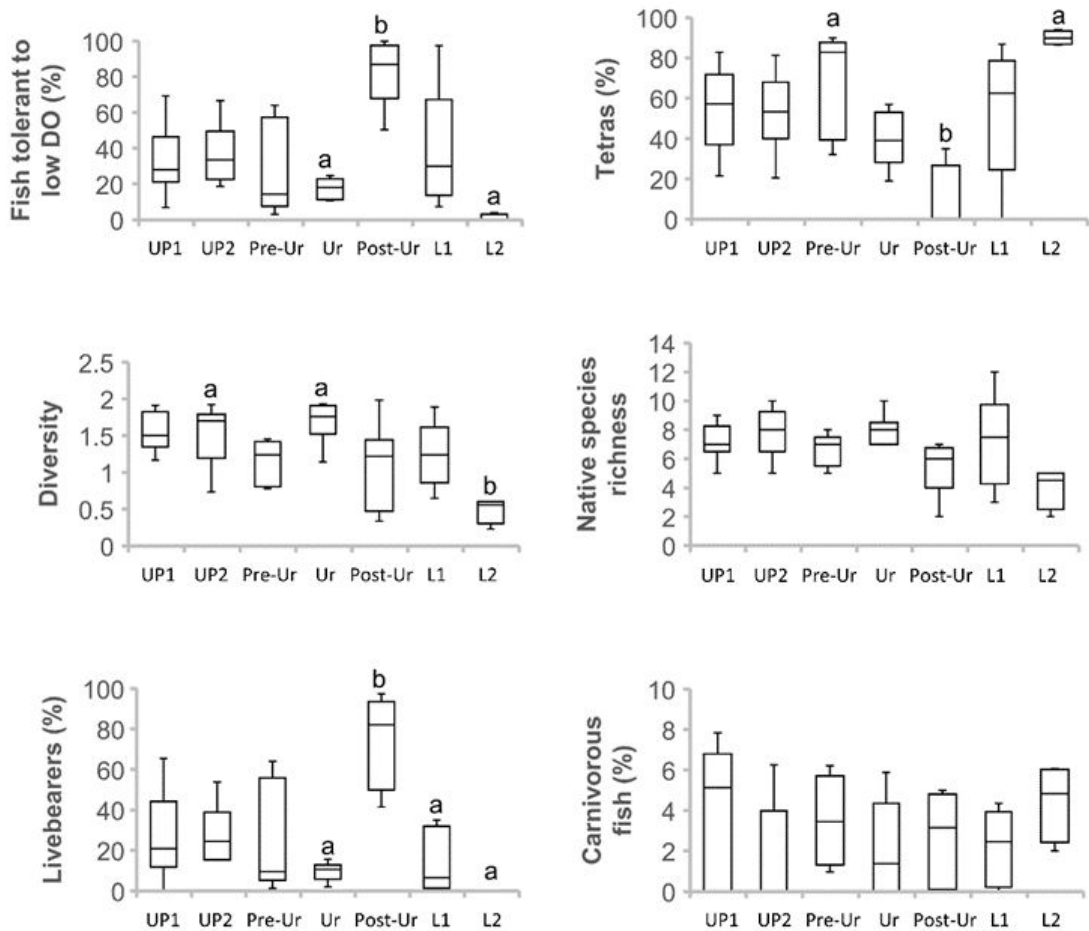 Fish tolerant to
low DO (%)
100
80
60
40
20
0
a
b
a
UP1 UP2 Pre-Ur Ur Post-Ur L1 L2
Tetras (%)
100
80
60
40
20
0
a
b
a
UP1 UP2 Pre-Ur Ur Post-Ur L1 L2
Diversity
2.5
2
1.5
1
0.5
0
a
a
b
UP1 UP2 Pre-Ur Ur Post-Ur L1 L2
Native species
richness
14
12
10
8
6
4
2
0
UP1 UP2 Pre-Ur Ur Post-Ur L1 L2
Livebearers (%)
100
80
60
40
20
0
a
b
a
a
UP1 UP2 Pre-Ur Ur Post-Ur L1 L2
Carnivorous
fish (%)
10
8
6
4
2
0
UP1 UP2 Pre-Ur Ur Post-Ur L1 L2